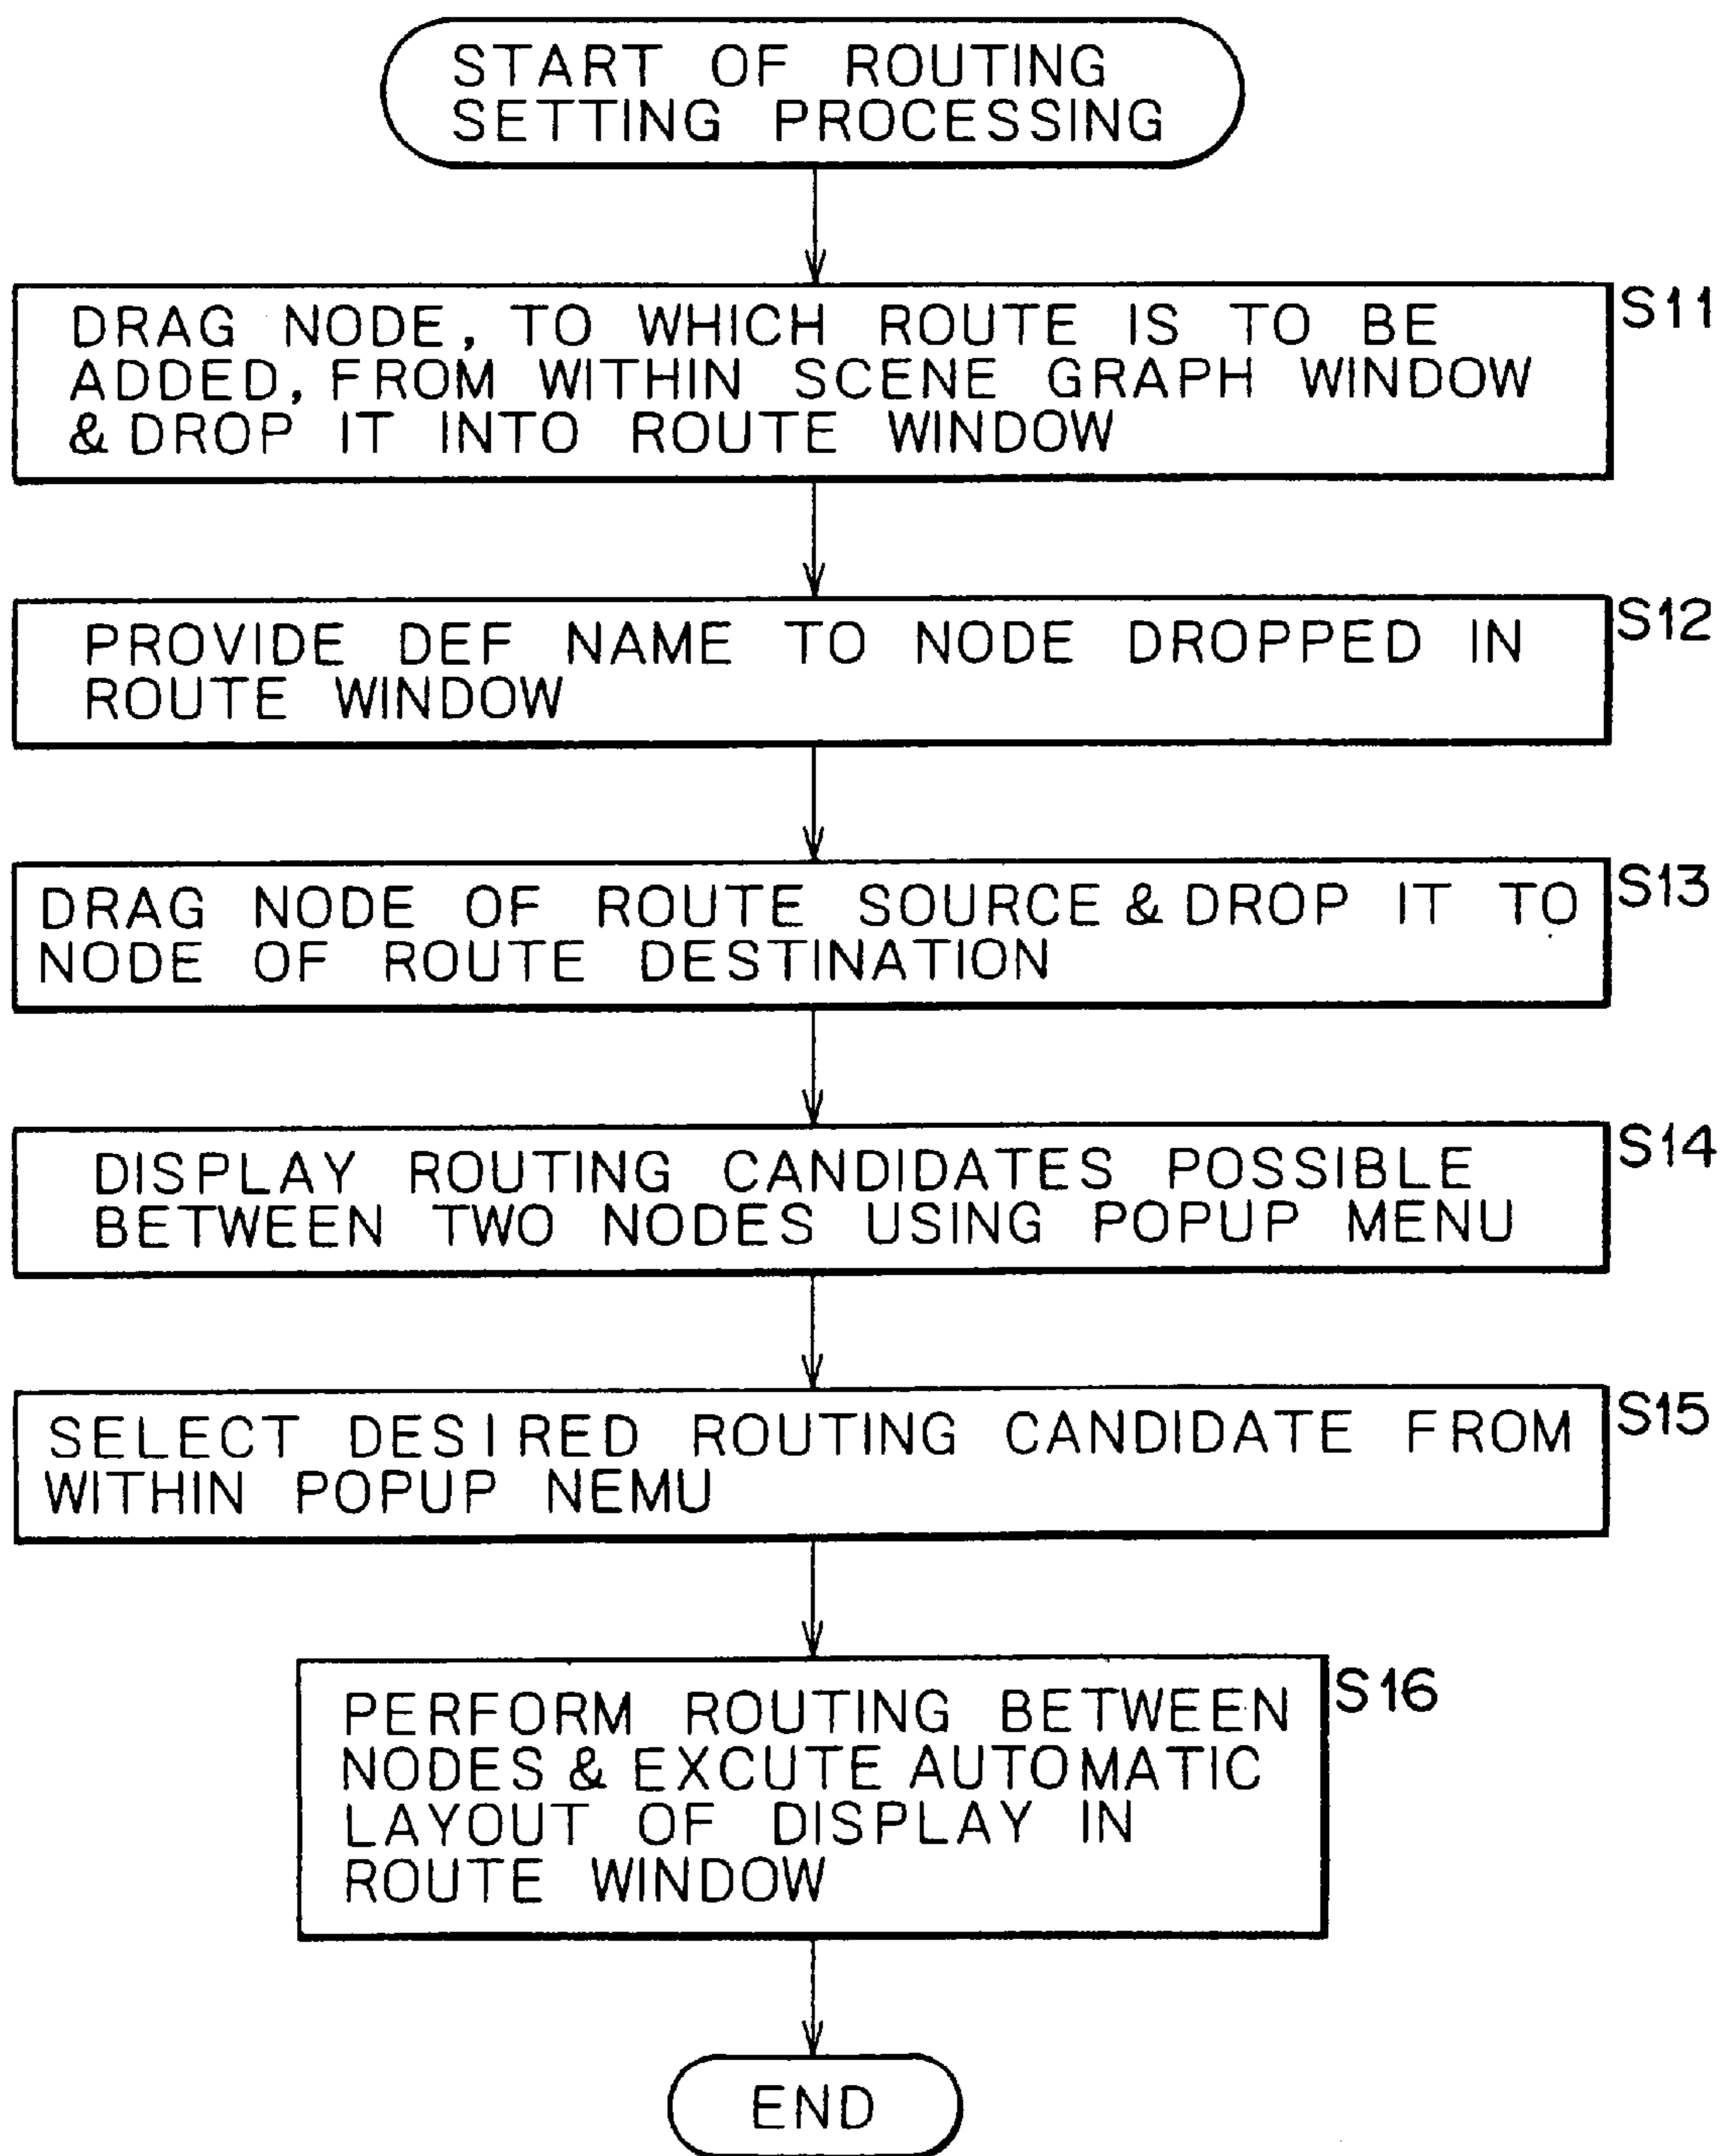 START OF ROUTING
SETTING PROCESSING
S11
DRAG NODE, TO WHICH ROUTE IS TO BE
ADDED, FROM WITHIN SCENE GRAPH WINDOW
& DROP IT INTO ROUTE WINDOW
S12
PROVIDE DEF NAME TO NODE DROPPED IN
ROUTE WINDOW
S13
DRAG NODE OF ROUTE SOURCE & DROP IT TO
NODE OF ROUTE DESTINATION
S14
DISPLAY ROUTING CANDIDATES POSSIBLE
BETWEEN TWO NODES USING POPUP MENU
S15
SELECT DESIRED ROUTING CANDIDATE FROM
WITHIN POPUP NEMU
S16
PERFORM ROUTING BETWEEN
NODES & EXCUTE AUTOMATIC
LAYOUT OF DISPLAY IN
ROUTE WINDOW
END